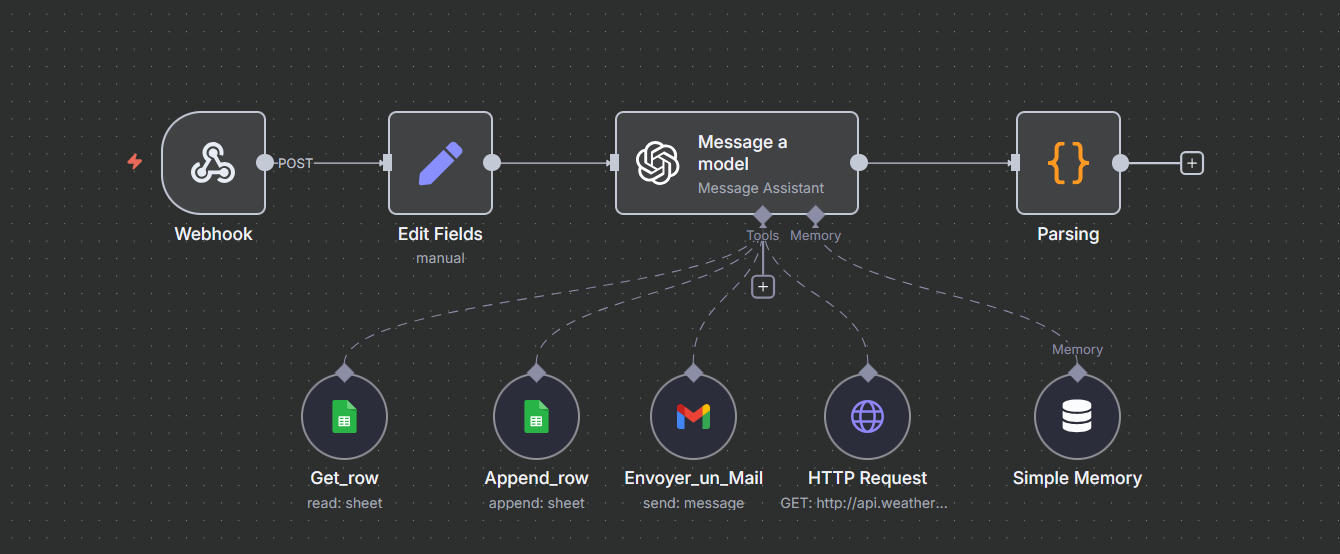 POST
Message a
model
Message Assistant
Webhook
Edit Fields
manual
Parsing
Tools
Memory
Memory
Get_row
read: sheet
Append_row
append: sheet
Envoyer_un_Mail
send: message
HTTP Request
GET: http://api.weather...
Simple Memory